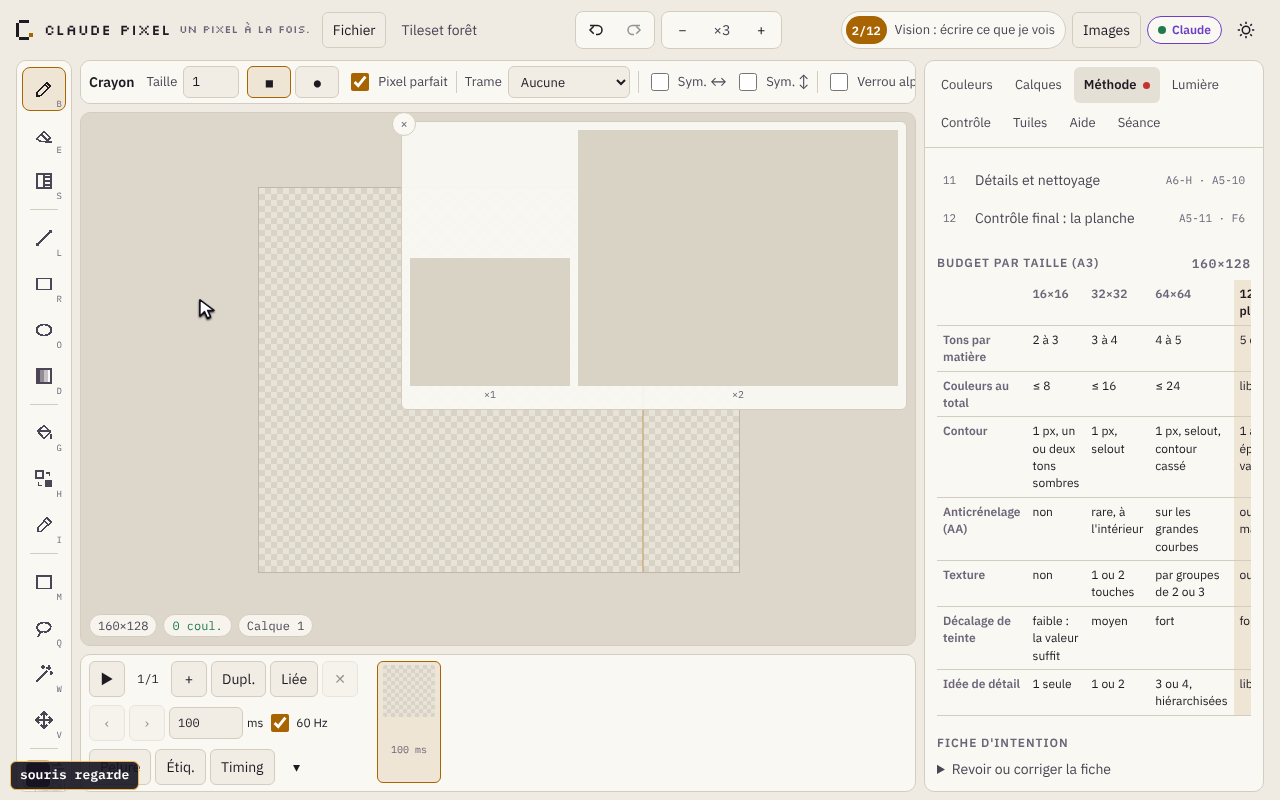 CLAUDE PIXEL UN PIXEL À LA FOIS. Fichier Tileset forêt − ×3 + 2/12 Vision : écrire ce que je vois Images Claude
Crayon Taille 1 Pixel parfait Trame Aucune Sym. ↔ Sym. ↕ Verrou alp
Couleurs Calques Méthode Lumière
Contrôle Tuiles Aide Séance
B
E
S
L
R
O
D
G
H
I
M
Q
W
V
×
×1 ×2
160×128 0 coul. Calque 1
1/1 + Dupl. Liée ×
‹ › 100 ms 60 Hz
Étiq. Timing ▼
100 ms
souris regarde
11 Détails et nettoyage A6-H · A5-10
12 Contrôle final : la planche A5-11 · F6
BUDGET PAR TAILLE (A3) 160×128
16×16 32×32 64×64
Tons par matière 2 à 3 3 à 4 4 à 5
Couleurs au total ≤ 8 ≤ 16 ≤ 24
Contour 1 px, un ou deux tons sombres 1 px, selout 1 px, selout, contour cassé
Anticrénelage (AA) non rare, à l'intérieur sur les grandes courbes
Texture non 1 ou 2 touches par groupes de 2 ou 3
Décalage de teinte faible : la valeur suffit moyen fort
Idée de détail 1 seule 1 ou 2 3 ou 4, hiérarchisées
FICHE D'INTENTION
▶ Revoir ou corriger la fiche